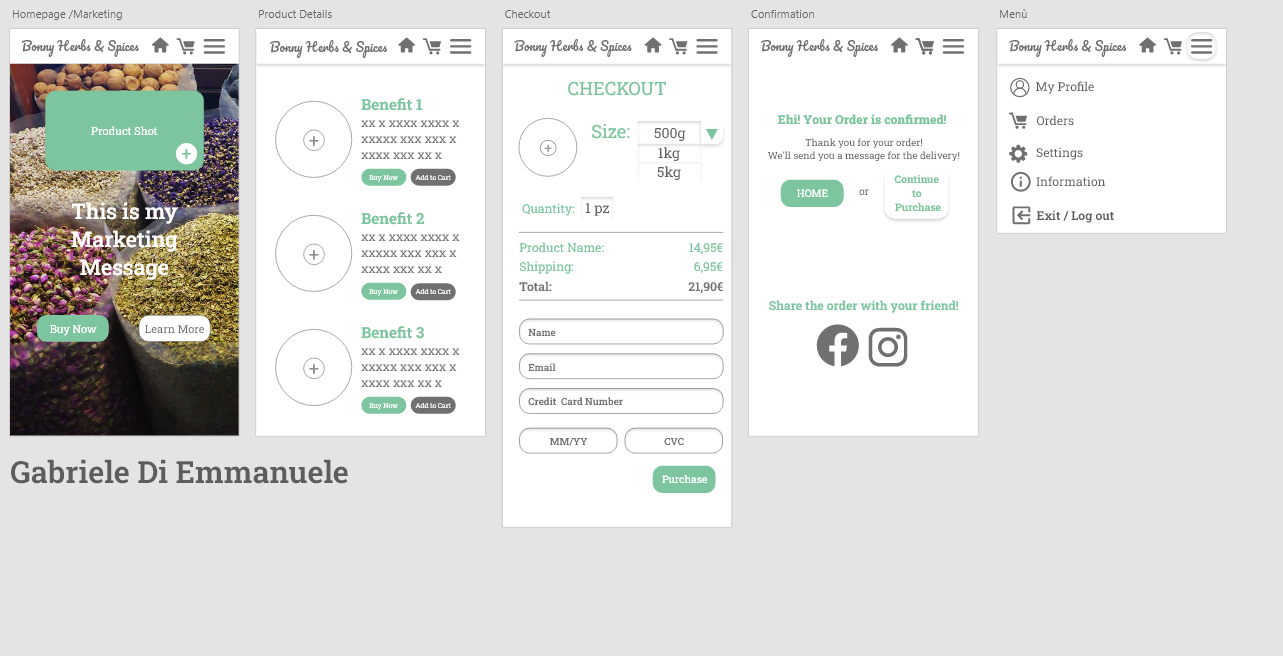 Homepage /Marketing
Bonny Herbs & Spices
Product Shot
This is my
Marketing
Message
Buy Now
Learn More
Gabriele Di Emmanuele
Product Details
Bonny Herbs & Spices
Benefit 1
xx x xxxx xxxx x
xxxxx xxx xxx x
xxxx xxx xx x
Buy Now
Add to Cart
Benefit 2
xx x xxxx xxxx x
xxxxx xxx xxx x
xxxx xxx xx x
Buy Now
Add to Cart
Benefit 3
xx x xxxx xxxx x
xxxxx xxx xxx x
xxxx xxx xx x
Buy Now
Add to Cart
Checkout
Bonny Herbs & Spices
CHECKOUT
Size: 500g
1kg
5kg
Quantity: 1 pz
Product Name: 14,95€
Shipping: 6,95€
Total: 21,90€
Name
Email
Credit Card Number
MM/YY CVC
Purchase
Confirmation
Bonny Herbs & Spices
Ehi! Your Order is confirmed!
Thank you for your order!
We'll send you a message for the delivery!
HOME
or
Continue
to
Purchase
Share the order with your friend!
Menù
Bonny Herbs & Spices
My Profile
Orders
Settings
Information
Exit / Log out